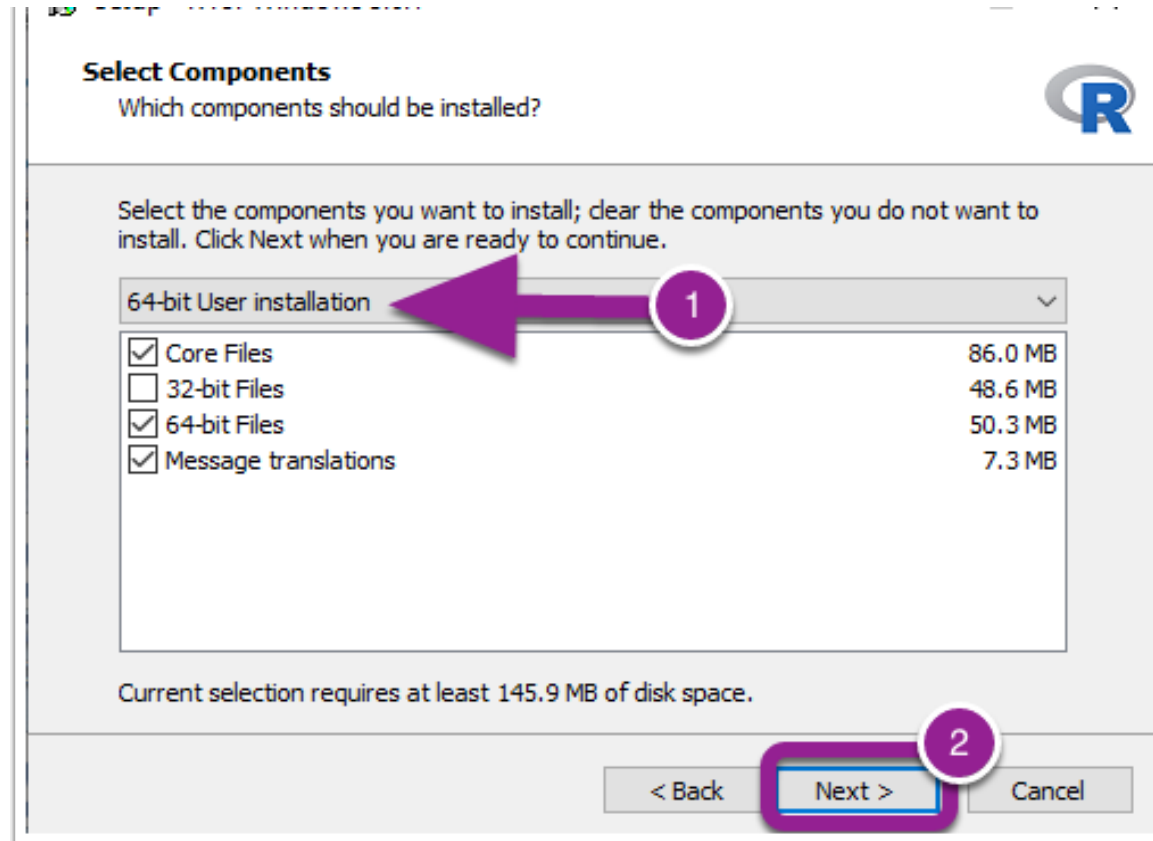 Select Components
Which components should be installed?
R
Select the components you want to install; clear the components you do not want to
install. Click Next when you are ready to continue.
64-bit User installation
1
Core Files 86.0 MB
32-bit Files 48.6 MB
64-bit Files 50.3 MB
Message translations 7.3 MB
Current selection requires at least 145.9 MB of disk space.
2
< Back Next > Cancel